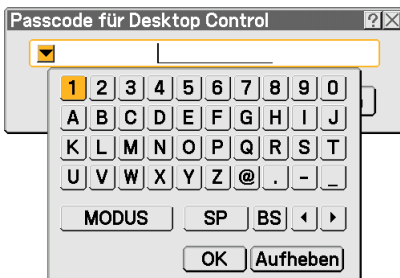 Passcode für Desktop Control ?
1 2 3 4 5 6 7 8 9 0
A B C D E F G H I J
K L M N O P Q R S T
U V W X Y Z @ . - _
MODUS SP BS
OK Aufheben